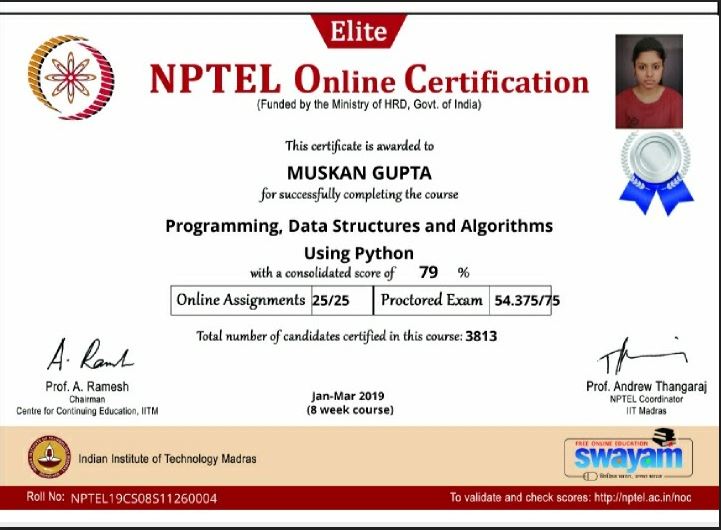 Elite
NPTEL Online Certification
(Funded by the Ministry of HRD, Govt. of India)
This certificate is awarded to
MUSKAN GUPTA
for successfully completing the course
Programming, Data Structures and Algorithms
Using Python
with a consolidated score of 79 %
Online Assignments 25/25 Proctored Exam 54.375/75
Total number of candidates certified in this course: 3813
Prof. A. Ramesh
Chairman
Centre for Continuing Education, IITM
Jan-Mar 2019
(8 week course)
Prof. Andrew Thangaraj
NPTEL Coordinator
IIT Madras
Indian Institute of Technology Madras
FREE ONLINE EDUCATION
swayam
शिक्षित भारत, उन्नत भारत
Roll No: NPTEL19CS08S11260004
To validate and check scores: http://nptel.ac.in/noc